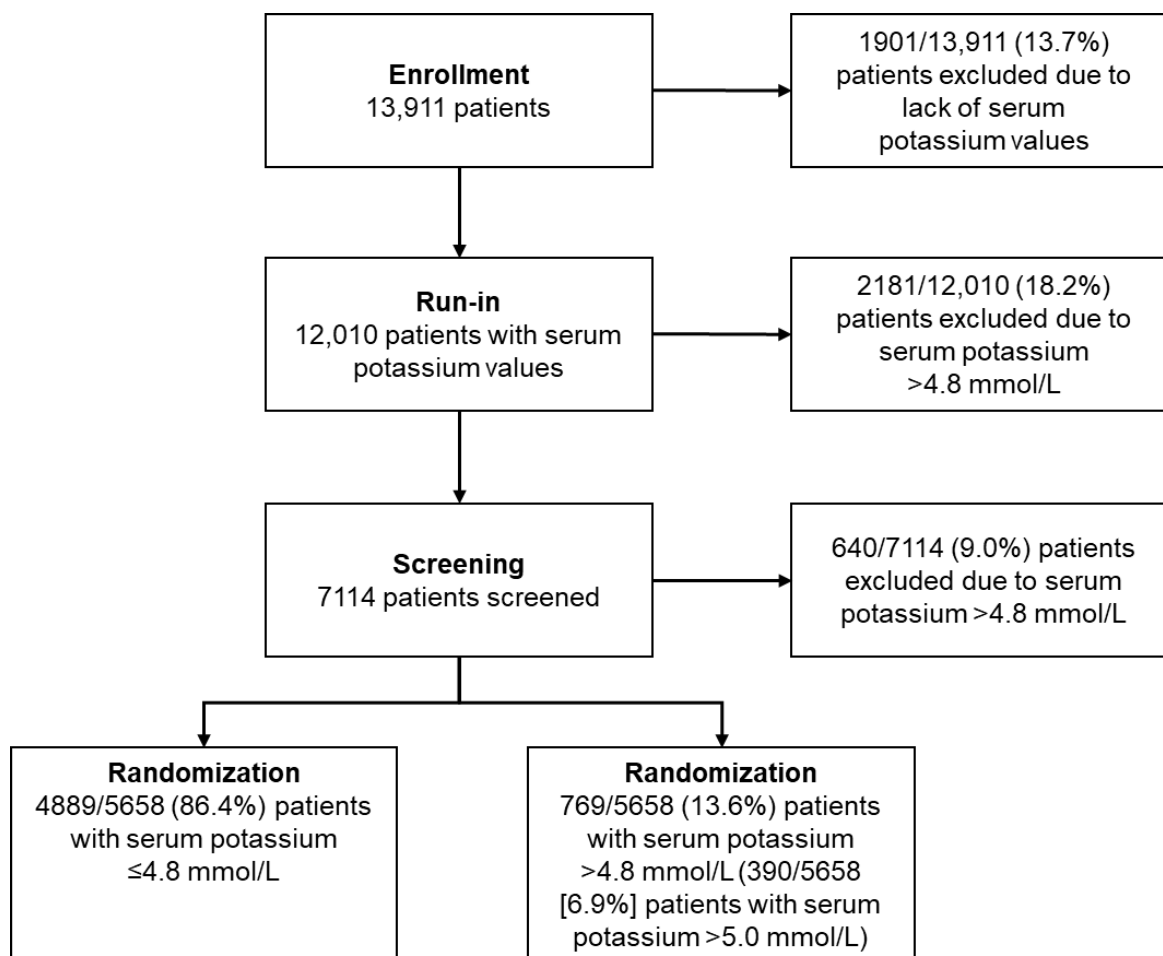 Enrollment
13,911 patients
1901/13,911 (13.7%)
patients excluded due to
lack of serum
potassium values
Run-in
12,010 patients with serum
potassium values
2181/12,010 (18.2%)
patients excluded due to
serum potassium
>4.8 mmol/L
Screening
7114 patients screened
640/7114 (9.0%) patients
excluded due to serum
potassium >4.8 mmol/L
Randomization
4889/5658 (86.4%) patients
with serum potassium
≤4.8 mmol/L
Randomization
769/5658 (13.6%) patients
with serum potassium
>4.8 mmol/L (390/5658
[6.9%] patients with serum
potassium >5.0 mmol/L)